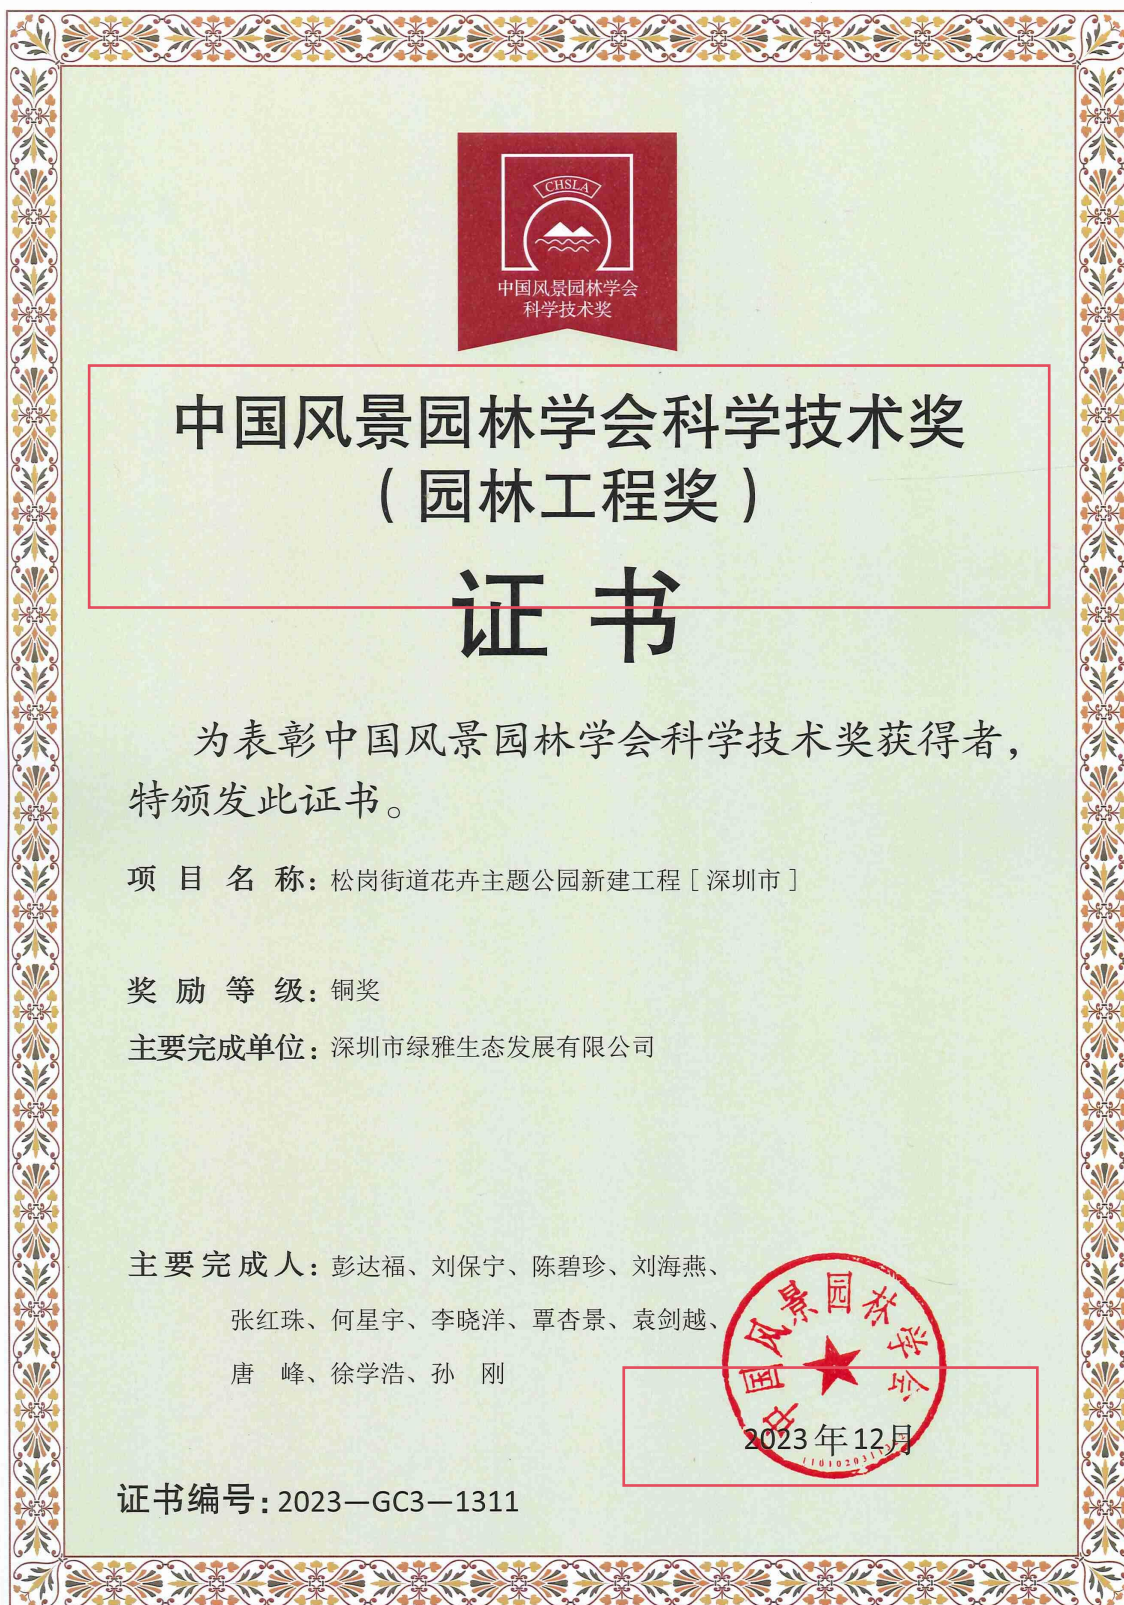 CHSLA
中国风景园林学会
科学技术奖
中国风景园林学会科学技术奖
（园林工程奖）
证书
为表彰中国风景园林学会科学技术奖获得者，
特颁发此证书。
项目名称：松岗街道花卉主题公园新建工程［深圳市］
奖励等级：铜奖
主要完成单位：深圳市绿雅生态发展有限公司
主要完成人：彭达福、刘保宁、陈碧珍、刘海燕、
张红珠、何星宇、李晓洋、覃杏景、袁剑越、
唐 峰、徐学浩、孙 刚
中国风景园林学会
2023年12月
证书编号：2023—GC3—1311